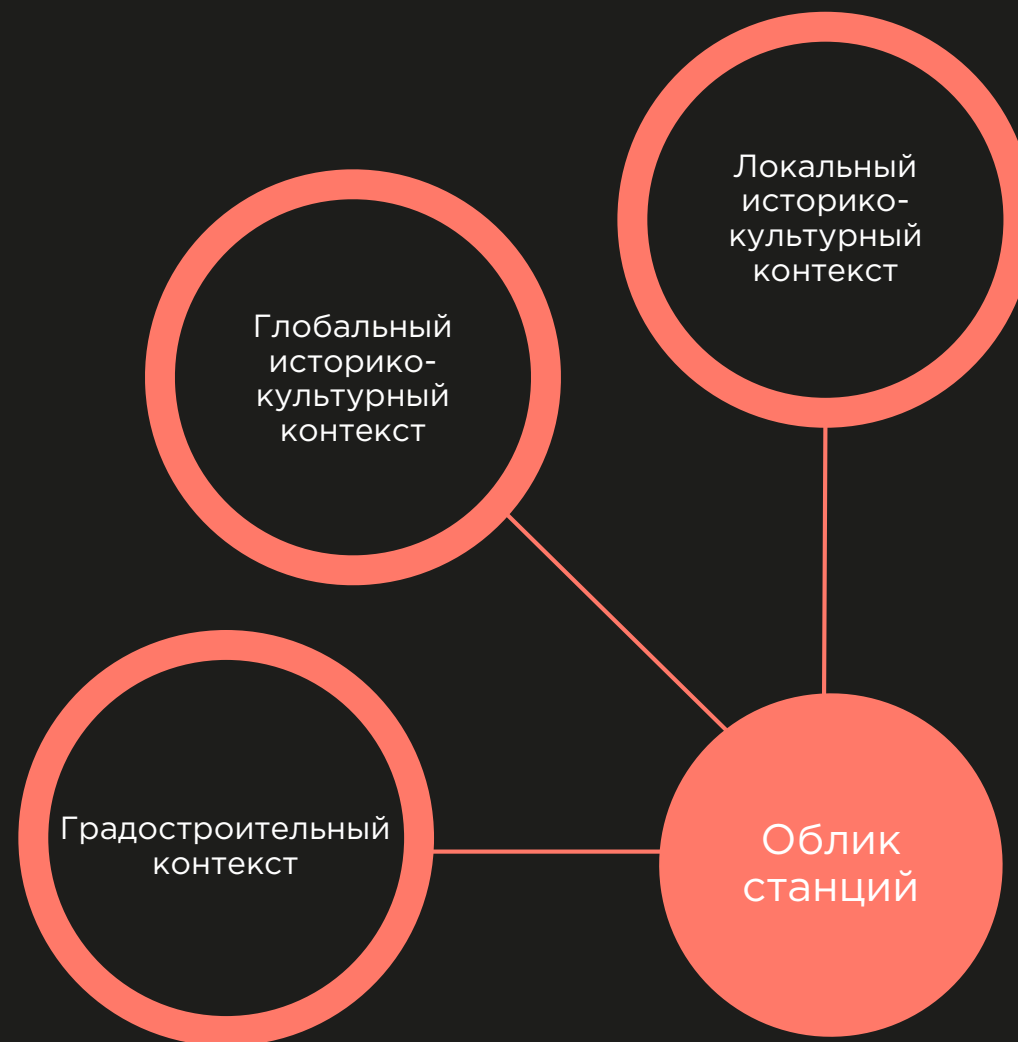 Локальный
историко-
культурный
контекст
Глобальный
историко-
культурный
контекст
Градостроительный
контекст
Облик
станций